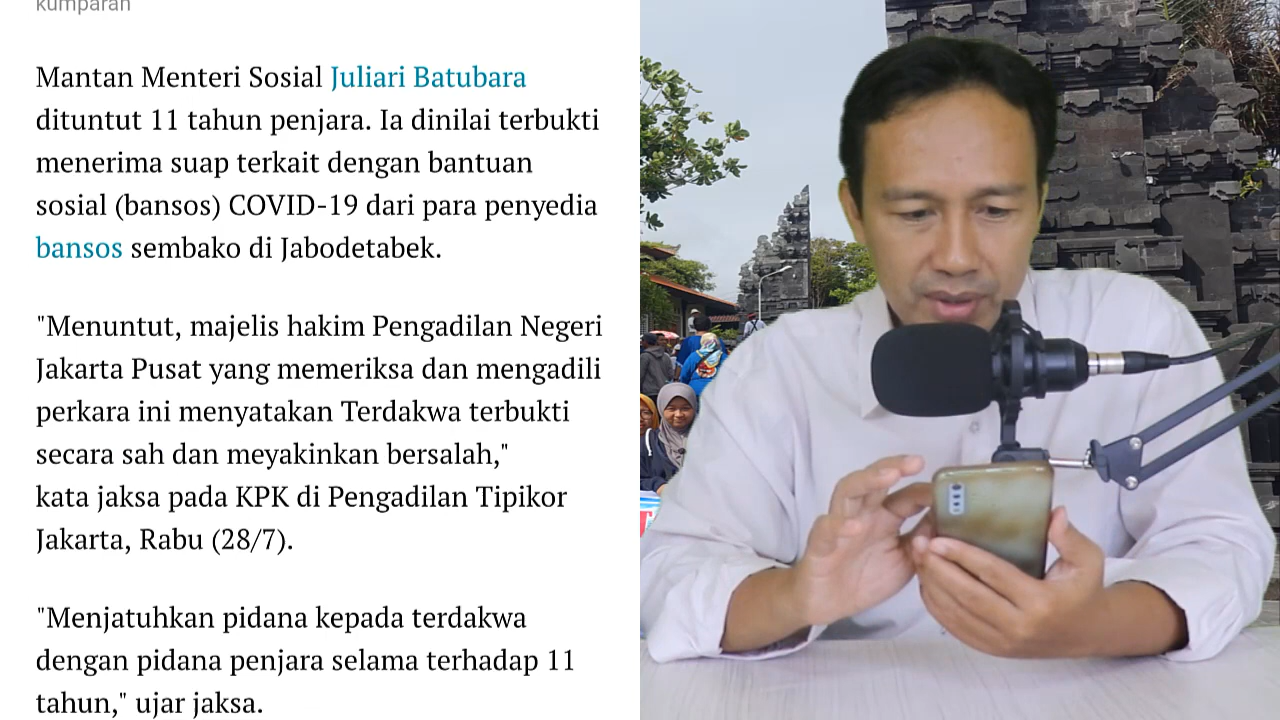 kumparan
Mantan Menteri Sosial Juliari Batubara
dituntut 11 tahun penjara. Ia dinilai terbukti
menerima suap terkait dengan bantuan
sosial (bansos) COVID-19 dari para penyedia
bansos sembako di Jabodetabek.
"Menuntut, majelis hakim Pengadilan Negeri
Jakarta Pusat yang memeriksa dan mengadili
perkara ini menyatakan Terdakwa terbukti
secara sah dan meyakinkan bersalah,"
kata jaksa pada KPK di Pengadilan Tipikor
Jakarta, Rabu (28/7).
"Menjatuhkan pidana kepada terdakwa
dengan pidana penjara selama terhadap 11
tahun," ujar jaksa.